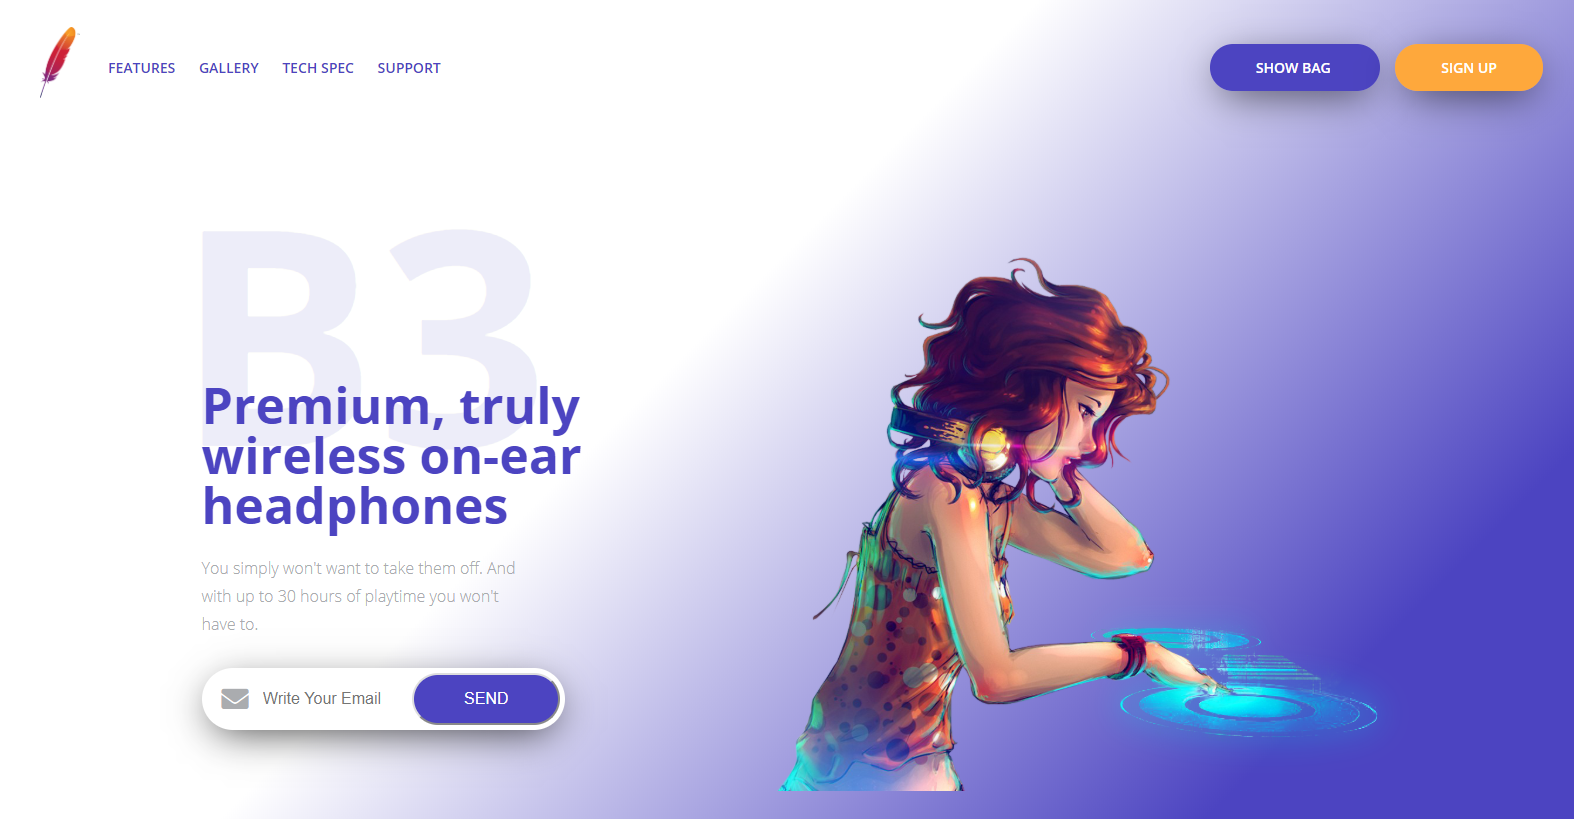 FEATURES GALLERY TECH SPEC SUPPORT SHOW BAG SIGN UP
B3
Premium, truly
wireless on-ear
headphones
You simply won't want to take them off. And
with up to 30 hours of playtime you won't
have to.
Write Your Email SEND